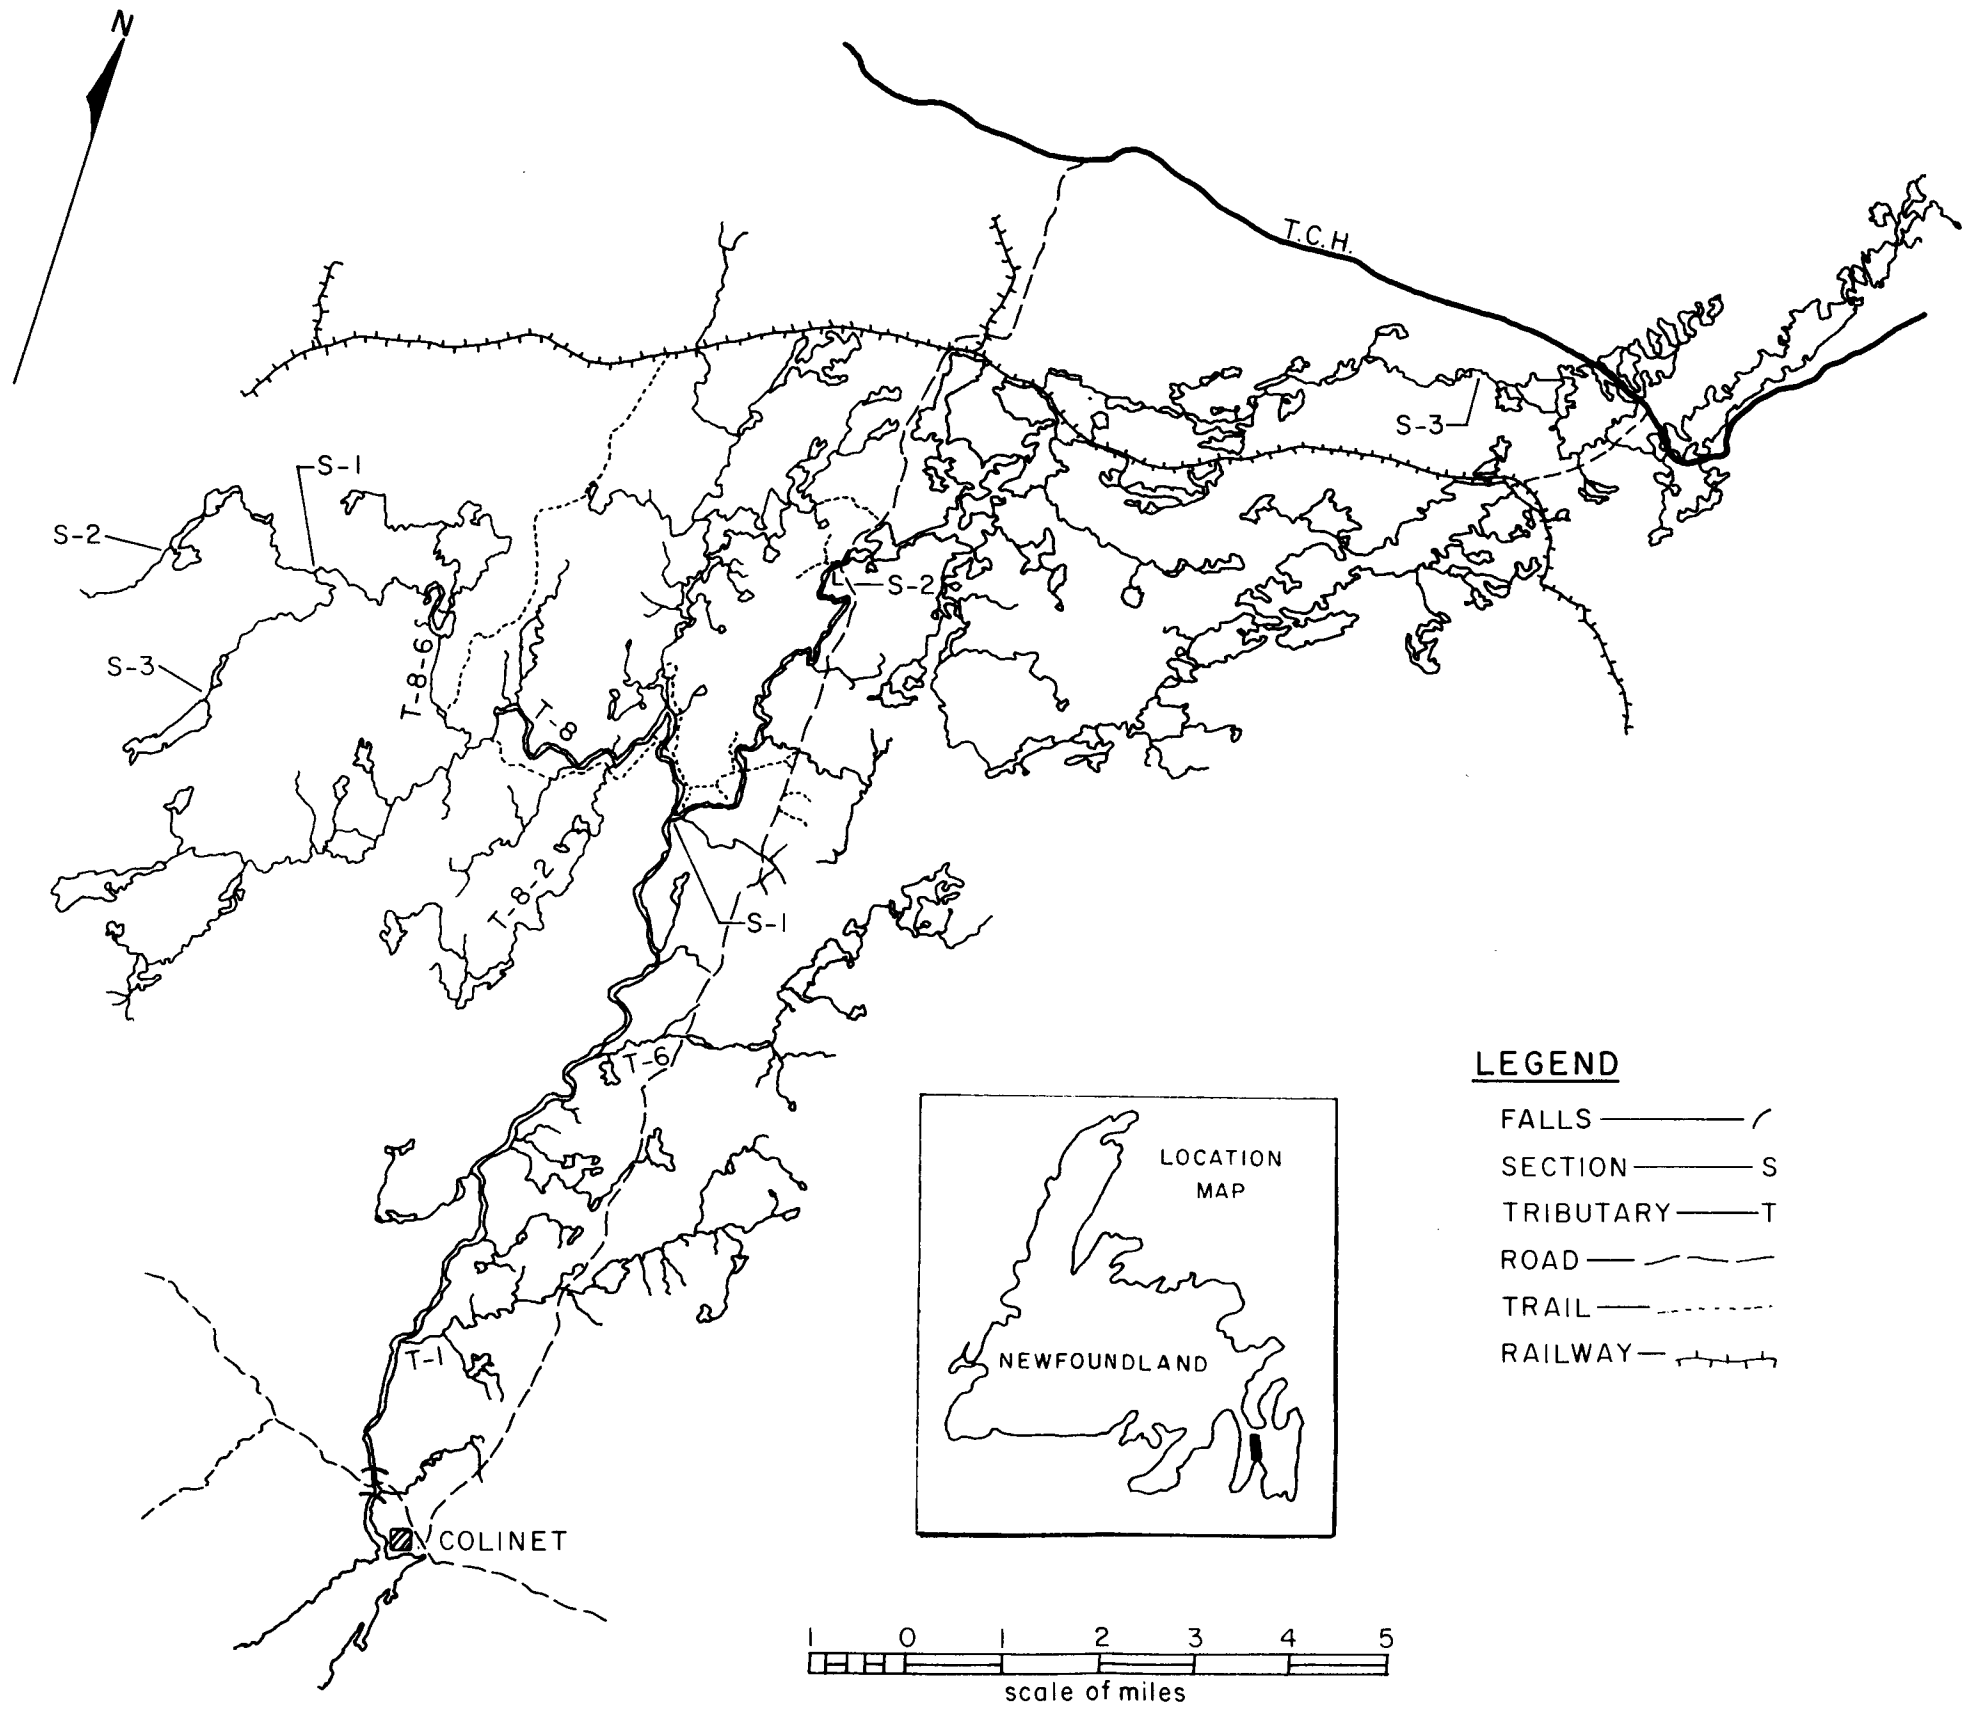 N
T.C.H.
S-3
S-1
S-2
S-2
S-3
T-8-6
T-8
T-8-2
S-1
T-6
T-1
COLINET
LOCATION
MAP
NEWFOUNDLAND
LEGEND
FALLS
SECTION S
TRIBUTARY T
ROAD
TRAIL
RAILWAY
1 0 1 2 3 4 5
scale of miles